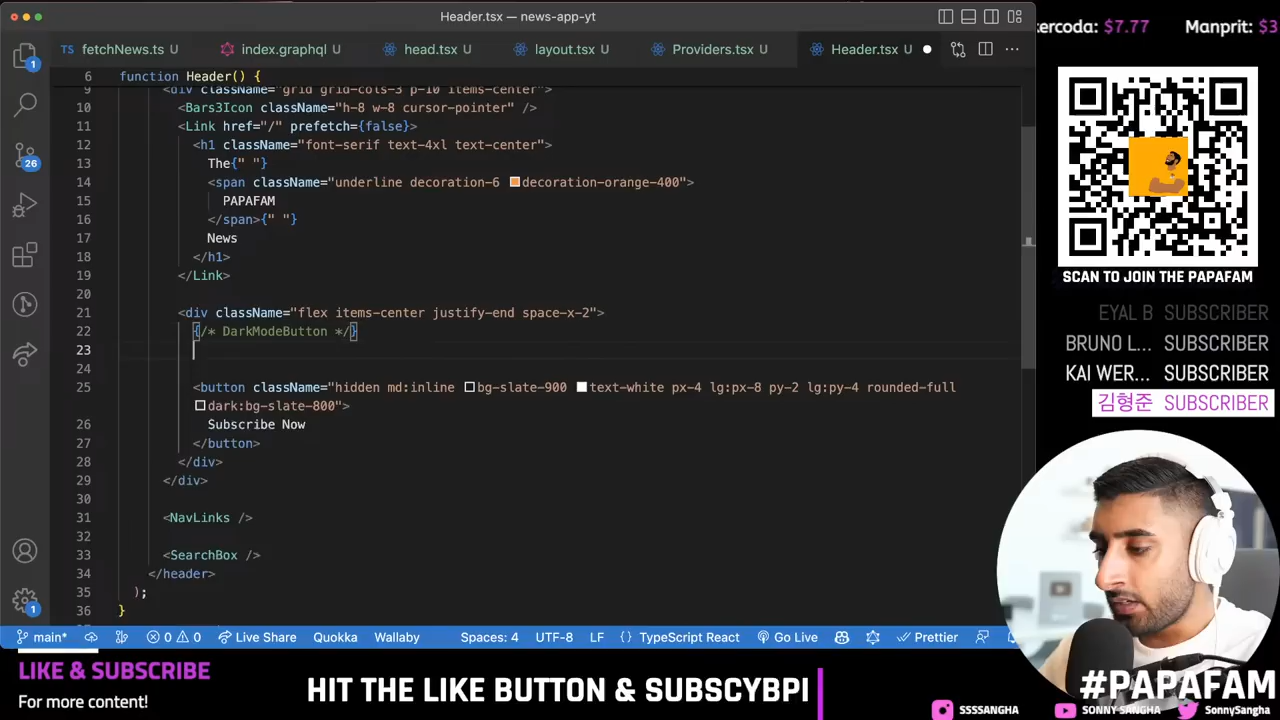 Header.tsx — news-app-yt
TS fetchNews.ts U
index.graphql U
head.tsx U
layout.tsx U
Providers.tsx U
Header.tsx U
6 function Header() {
9 <div className="grid grid-cols-3 p-10 items-center">
10 <Bars3Icon className="h-8 w-8 cursor-pointer" />
11 <Link href="/" prefetch={false}>
12 <h1 className="font-serif text-4xl text-center">
13 The{" "}
14 <span className="underline decoration-6 decoration-orange-400">
15 PAPAFAM
16 </span>{" "}
17 News
18 </h1>
19 </Link>
20
21 <div className="flex items-center justify-end space-x-2">
22 {/* DarkModeButton */}
23
24
25 <button className="hidden md:inline bg-slate-900 text-white px-4 lg:px-8 py-2 lg:py-4 rounded-full
dark:bg-slate-800">
26 Subscribe Now
27 </button>
28 </div>
29 </div>
30
31 <NavLinks />
32
33 <SearchBox />
34 </header>
35 );
36 }
1
26
1
main* 0 0 Live Share Quokka Wallaby Spaces: 4 UTF-8 LF {} TypeScript React Go Live Prettier
ercoda: $7.77 Manprit: $3
SCAN TO JOIN THE PAPAFAM
EYAL B SUBSCRIBER
BRUNO L... SUBSCRIBER
KAI WER... SUBSCRIBER
김형준 SUBSCRIBER
LIKE & SUBSCRIBE
For more content!
HIT THE LIKE BUTTON & SUBSCYBPI
#PAPAFAM
SSSSANGHA SONNY SANGHA SonnySangha